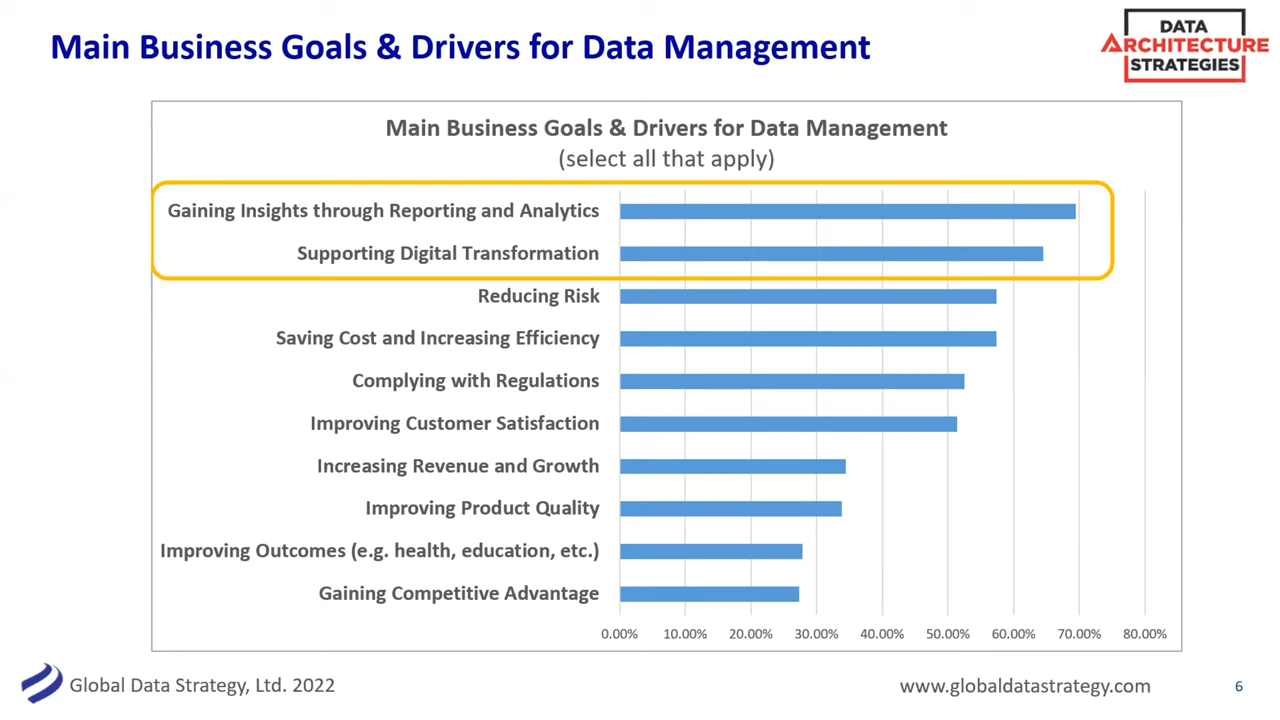 Main Business Goals & Drivers for Data Management
DATA
ARCHITECTURE
STRATEGIES
Main Business Goals & Drivers for Data Management
(select all that apply)
Gaining Insights through Reporting and Analytics
Supporting Digital Transformation
Reducing Risk
Saving Cost and Increasing Efficiency
Complying with Regulations
Improving Customer Satisfaction
Increasing Revenue and Growth
Improving Product Quality
Improving Outcomes (e.g. health, education, etc.)
Gaining Competitive Advantage
0.00% 10.00% 20.00% 30.00% 40.00% 50.00% 60.00% 70.00% 80.00%
Global Data Strategy, Ltd. 2022
www.globaldatastrategy.com
6